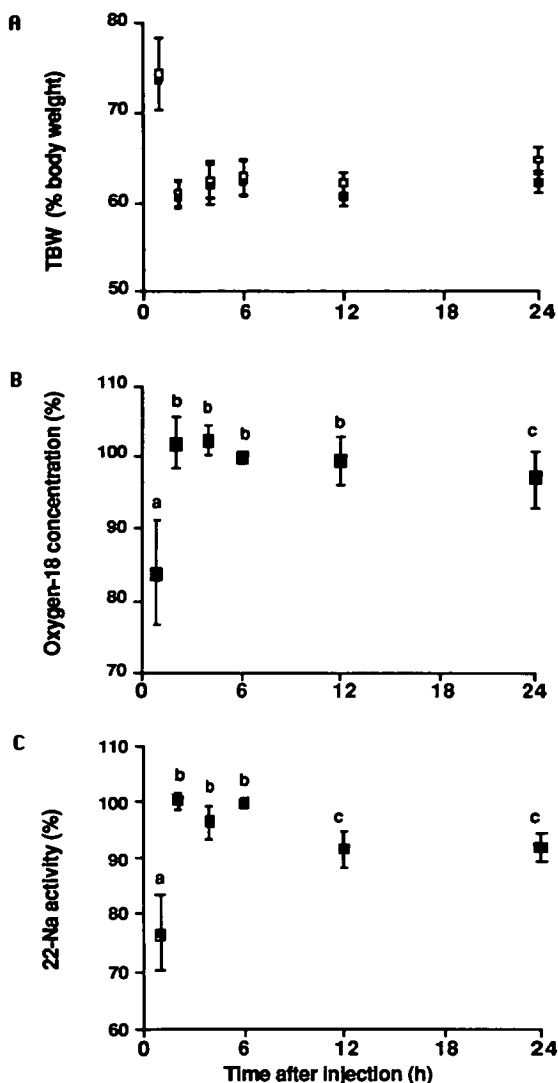 A
80
70
60
50
TBW (% body weight)
0 6 12 18 24
B
110
100
90
80
70
Oxygen-18 concentration (%)
a b b b b c
0 6 12 18 24
C
110
100
90
80
70
60
22-Na activity (%)
a b b b c c
0 6 12 18 24
Time after injection (h)